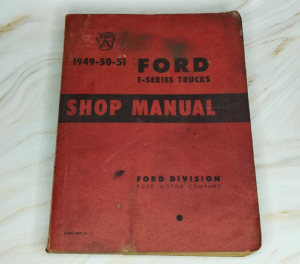 1949-50-51 FORD
F-SERIES TRUCKS
SHOP MANUAL
FORD DIVISION
FORD MOTOR COMPANY